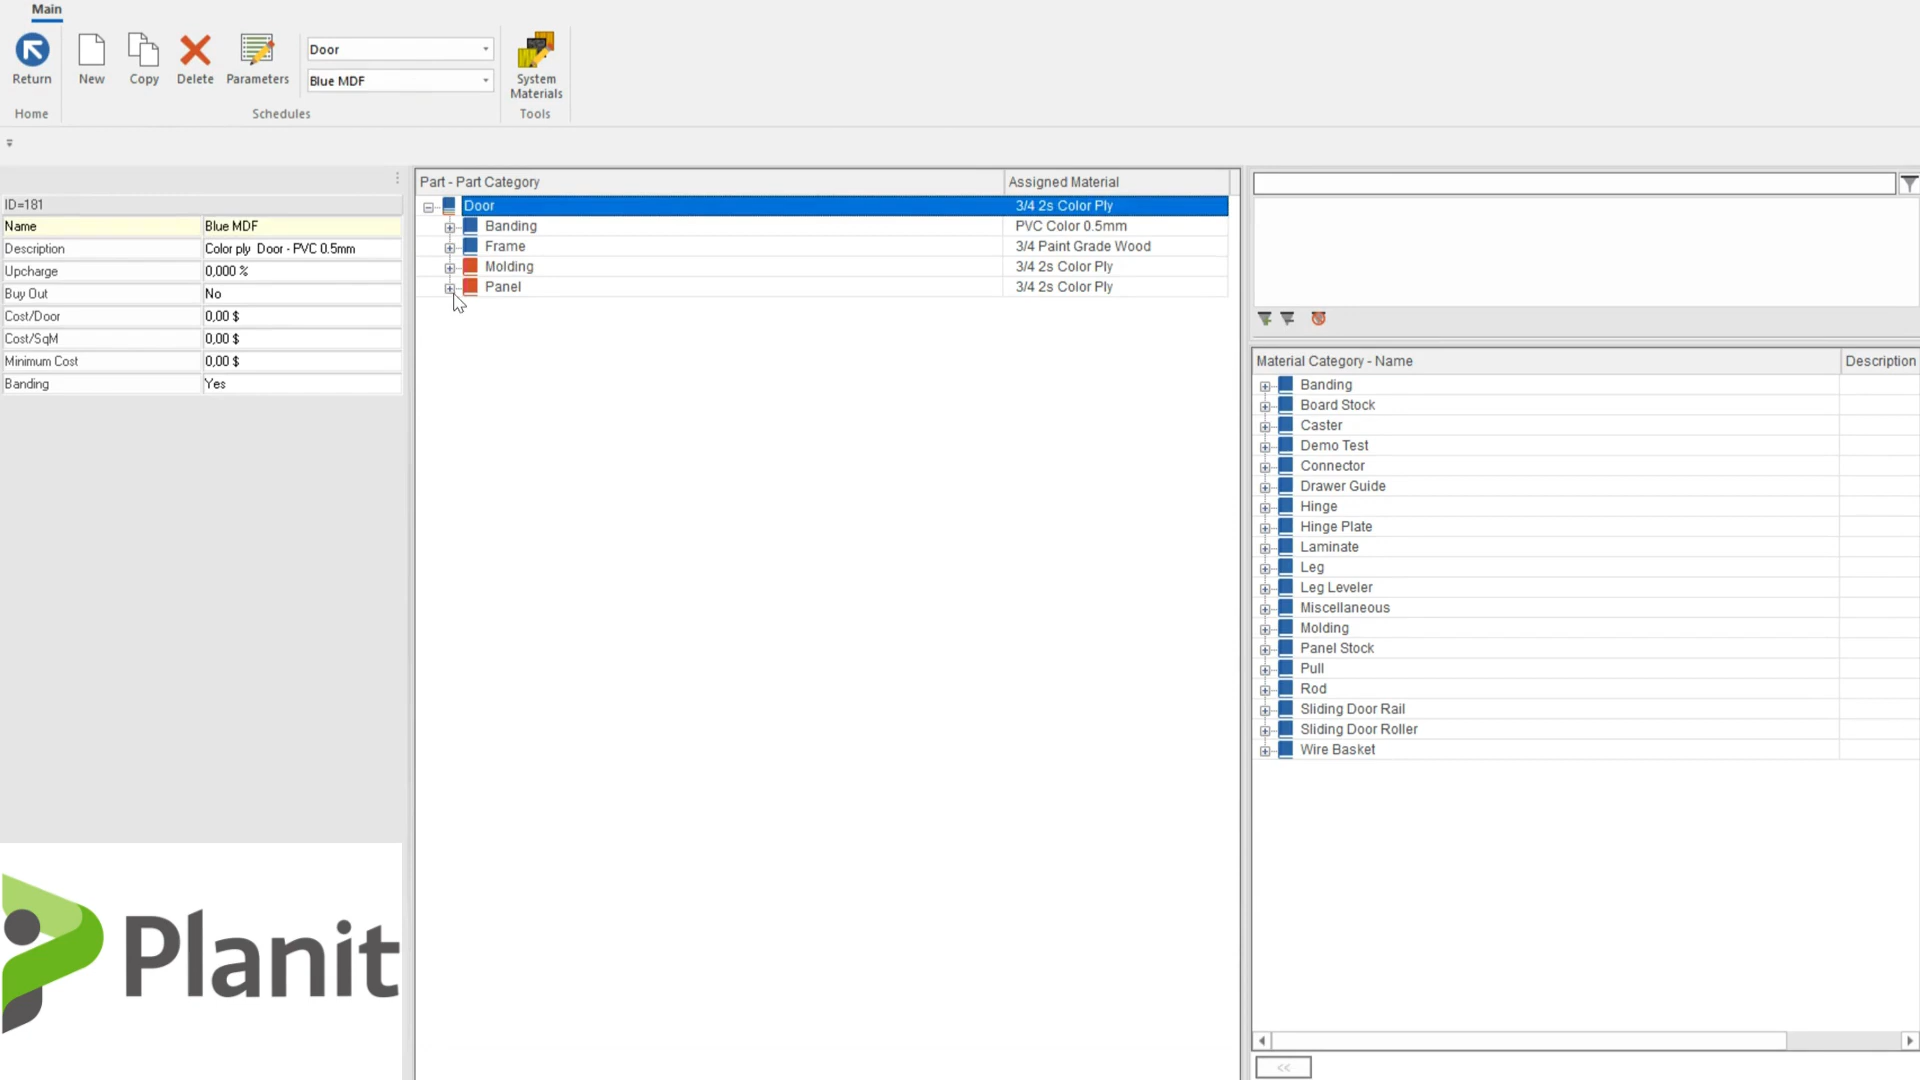 Main
Return
New
Copy
Delete
Parameters
Door
Blue MDF
System
Materials
Home
Schedules
Tools
ID=181
Name Blue MDF
Description Color ply Door - PVC 0.5mm
Upcharge 0,000 %
Buy Out No
Cost/Door 0,00 $
Cost/SqM 0,00 $
Minimum Cost 0,00 $
Banding Yes
Planit
Part - Part Category Assigned Material
Door 3/4 2s Color Ply
Banding PVC Color 0.5mm
Frame 3/4 Paint Grade Wood
Molding 3/4 2s Color Ply
Panel 3/4 2s Color Ply
Material Category - Name Description
Banding
Board Stock
Caster
Demo Test
Connector
Drawer Guide
Hinge
Hinge Plate
Laminate
Leg
Leg Leveler
Miscellaneous
Molding
Panel Stock
Pull
Rod
Sliding Door Rail
Sliding Door Roller
Wire Basket
<<